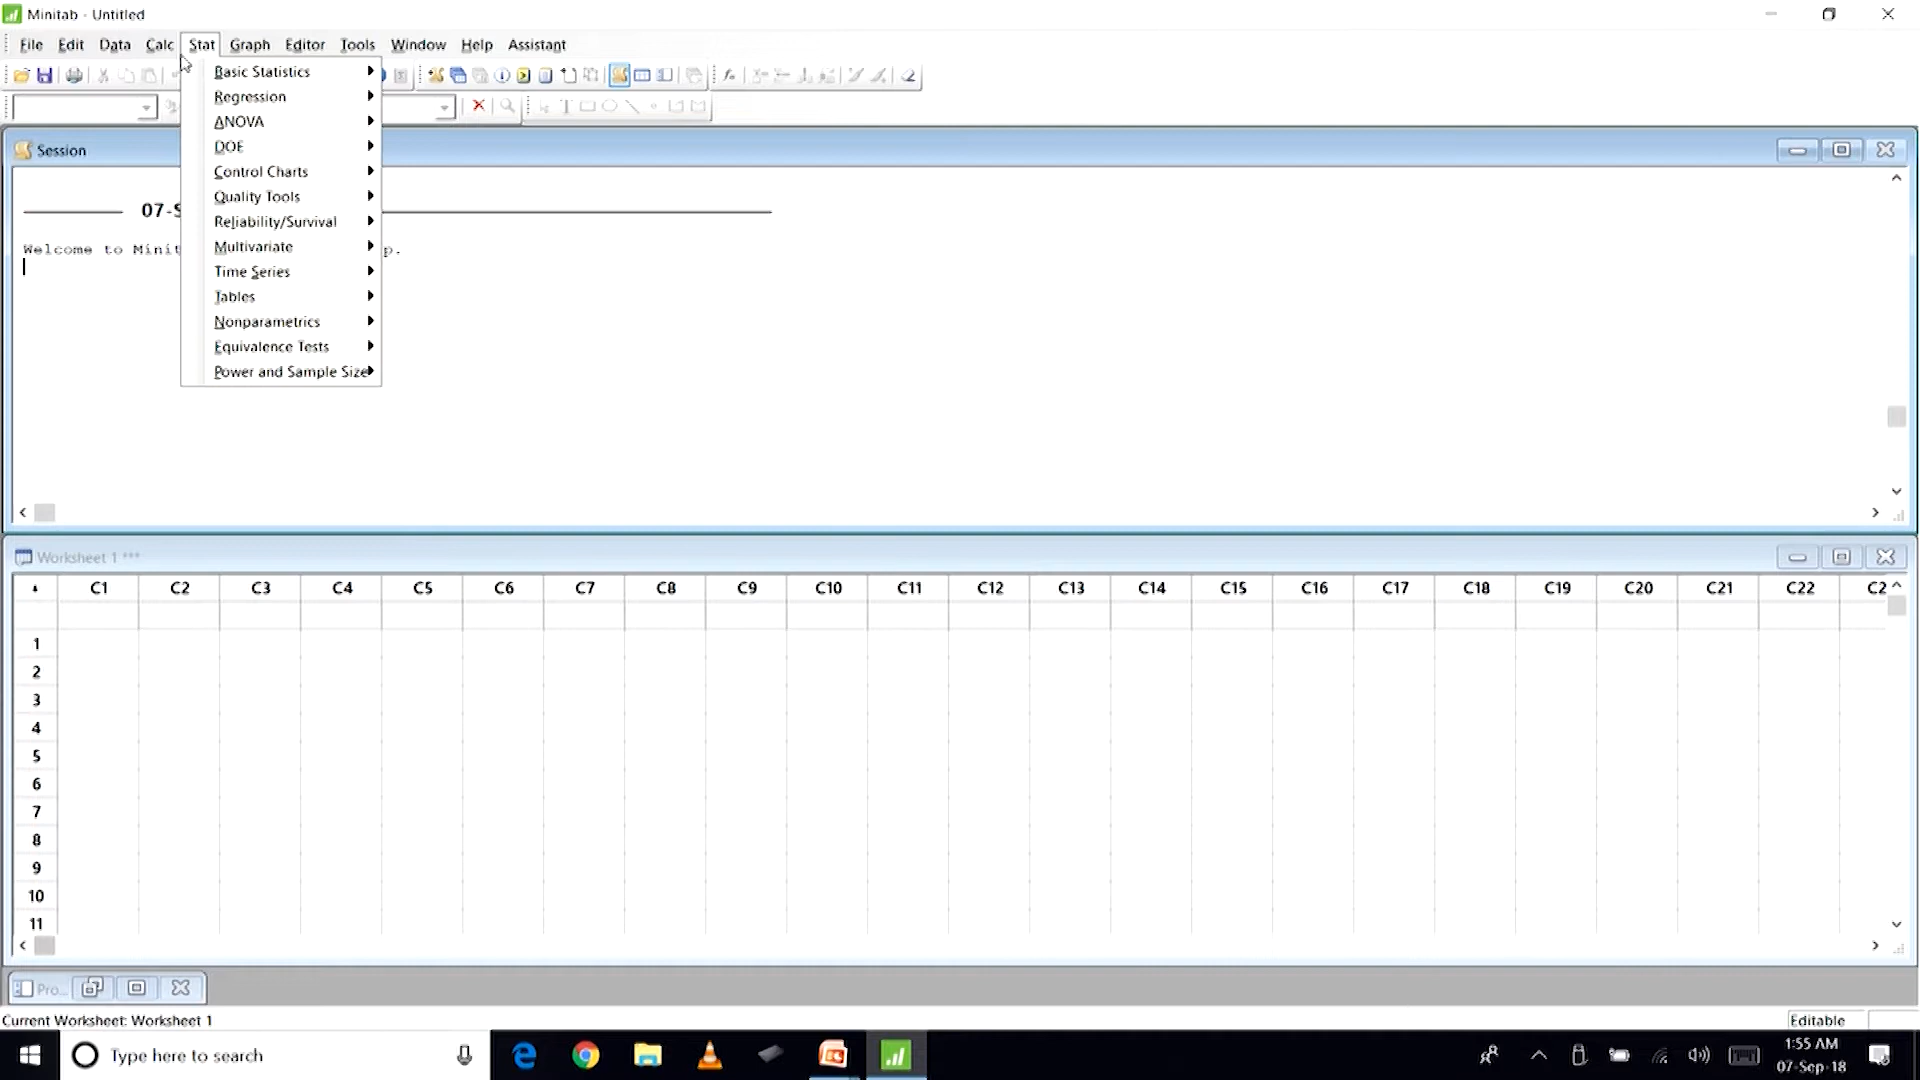 Minitab - Untitled
File Edit Data Calc Stat Graph Editor Tools Window Help Assistant
Basic Statistics
Regression
ANOVA
DOE
Control Charts
Quality Tools
Reliability/Survival
Multivariate
Time Series
Tables
Nonparametrics
Equivalence Tests
Power and Sample Size
Session
07-S
Welcome to Minit p.
Worksheet 1 ***
C1 C2 C3 C4 C5 C6 C7 C8 C9 C10 C11 C12 C13 C14 C15 C16 C17 C18 C19 C20 C21 C22 C2
1
2
3
4
5
6
7
8
9
10
11
Pro...
Current Worksheet: Worksheet 1
Editable
Type here to search
1:55 AM
07-Sep-18